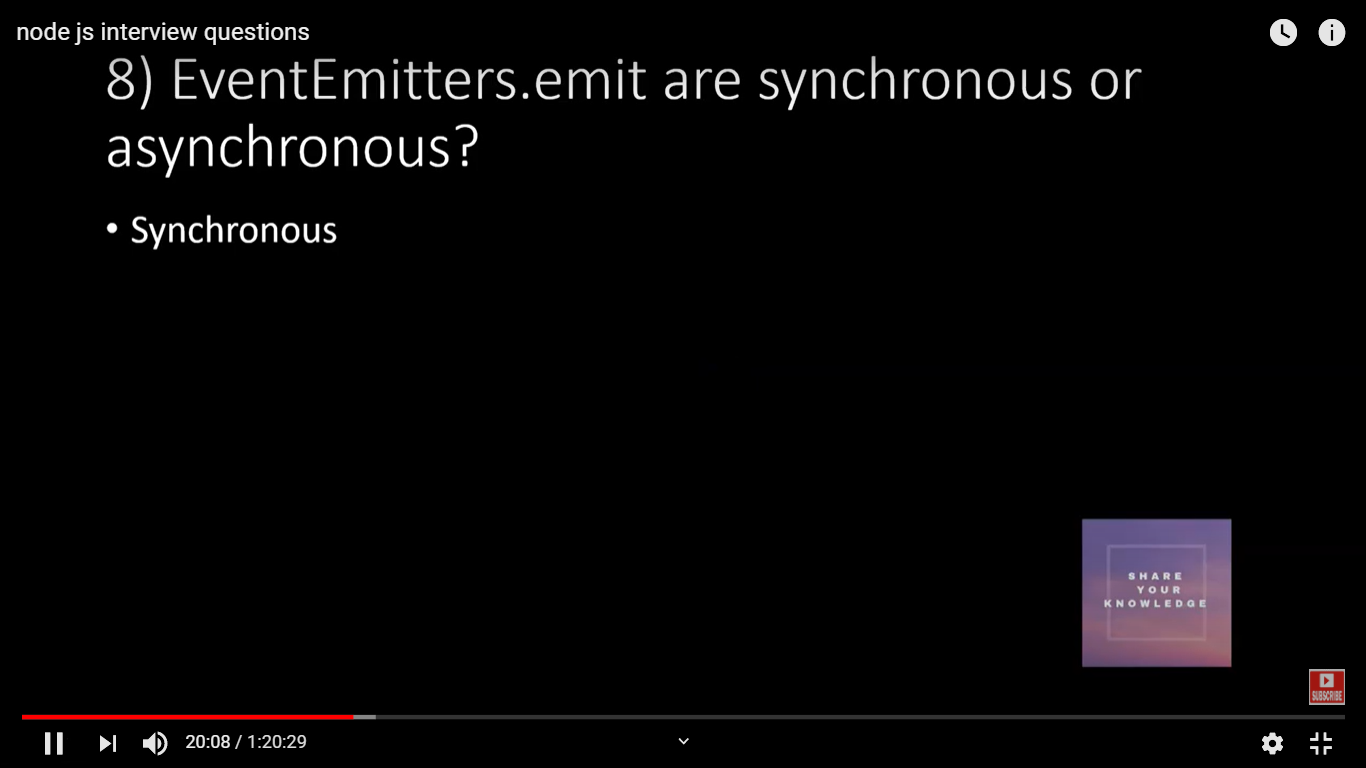 node js interview questions
8) EventEmitters.emit are synchronous or
asynchronous?
• Synchronous
SHARE
YOUR
KNOWLEDGE
SUBSCRIBE
20:08 / 1:20:29